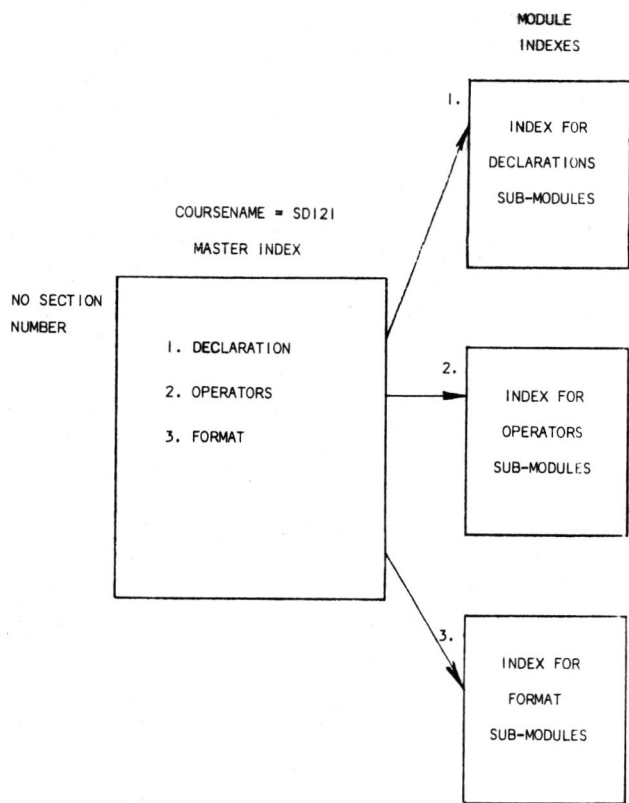 MODULE
INDEXES
1.
INDEX FOR
DECLARATIONS
SUB-MODULES
COURSENAME = SD121
MASTER INDEX
NO SECTION
NUMBER
1. DECLARATION
2. OPERATORS
3. FORMAT
2.
INDEX FOR
OPERATORS
SUB-MODULES
3.
INDEX FOR
FORMAT
SUB-MODULES